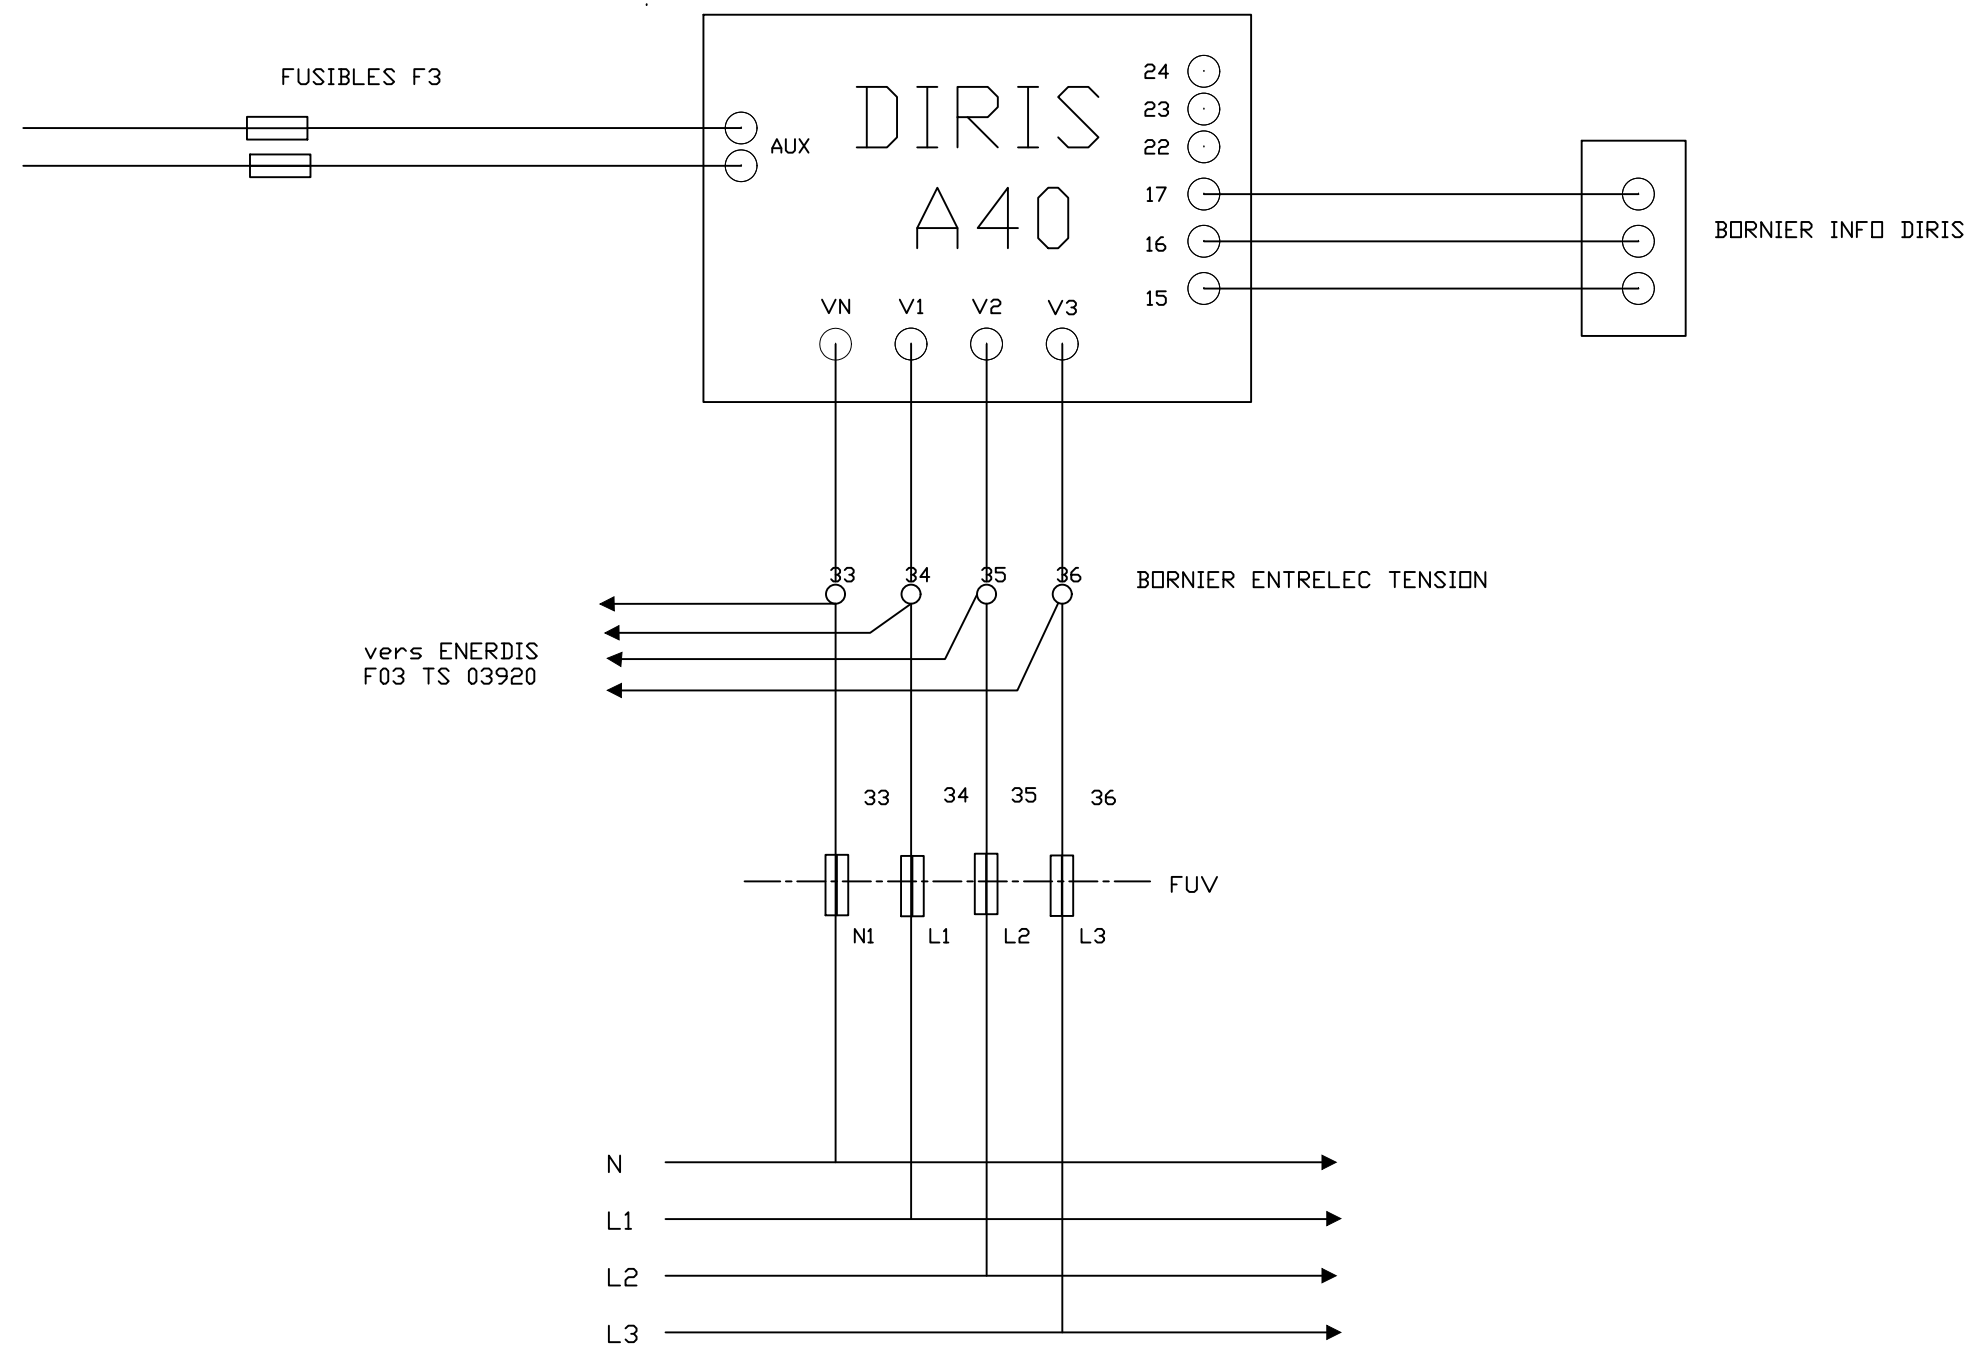 FUSIBLES F3
DIRIS
A40
AUX
24
23
22
17
16
15
VN V1 V2 V3
BORNIER INFO DIRIS
33 34 35 36
BORNIER ENTRELEC TENSION
vers ENERDIS
F03 TS 03920
33 34 35 36
FUV
N1 L1 L2 L3
N
L1
L2
L3